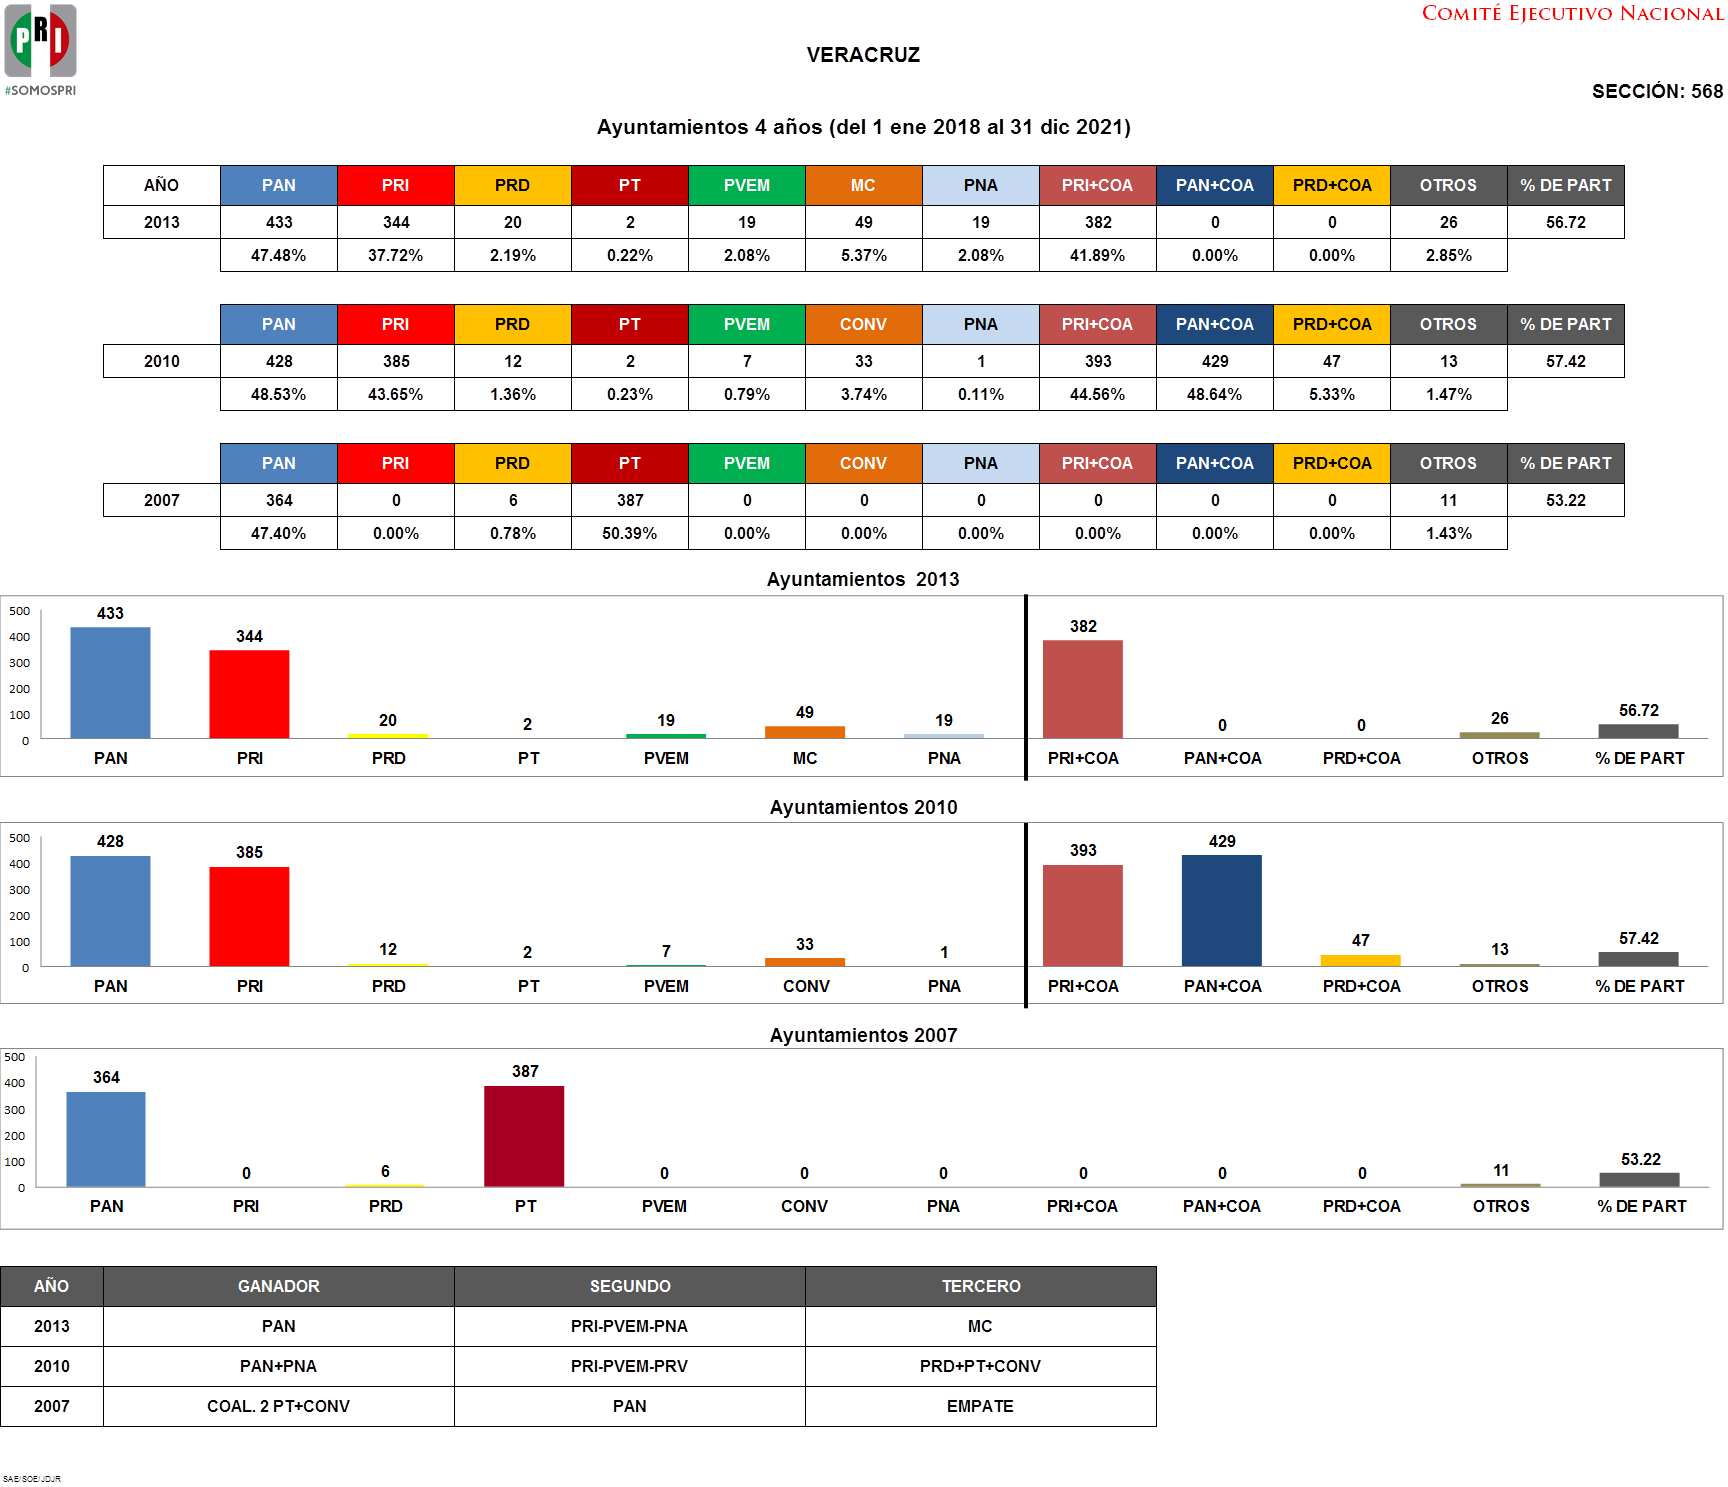 PRI
#SOMOSPRI
COMITÉ EJECUTIVO NACIONAL
VERACRUZ
SECCIÓN: 568
Ayuntamientos 4 años (del 1 ene 2018 al 31 dic 2021)
AÑO PAN PRI PRD PT PVEM MC PNA PRI+COA PAN+COA PRD+COA OTROS % DE PART
2013 433 344 20 2 19 49 19 382 0 0 26 56.72
47.48% 37.72% 2.19% 0.22% 2.08% 5.37% 2.08% 41.89% 0.00% 0.00% 2.85%
PAN PRI PRD PT PVEM CONV PNA PRI+COA PAN+COA PRD+COA OTROS % DE PART
2010 428 385 12 2 7 33 1 393 429 47 13 57.42
48.53% 43.65% 1.36% 0.23% 0.79% 3.74% 0.11% 44.56% 48.64% 5.33% 1.47%
PAN PRI PRD PT PVEM CONV PNA PRI+COA PAN+COA PRD+COA OTROS % DE PART
2007 364 0 6 387 0 0 0 0 0 0 11 53.22
47.40% 0.00% 0.78% 50.39% 0.00% 0.00% 0.00% 0.00% 0.00% 0.00% 1.43%
Ayuntamientos 2013
500
400
300
200
100
0
433 344 20 2 19 49 19 382 0 0 26 56.72
PAN PRI PRD PT PVEM MC PNA PRI+COA PAN+COA PRD+COA OTROS % DE PART
Ayuntamientos 2010
500
400
300
200
100
0
428 385 12 2 7 33 1 393 429 47 13 57.42
PAN PRI PRD PT PVEM CONV PNA PRI+COA PAN+COA PRD+COA OTROS % DE PART
Ayuntamientos 2007
500
400
300
200
100
0
364 0 6 387 0 0 0 0 0 0 11 53.22
PAN PRI PRD PT PVEM CONV PNA PRI+COA PAN+COA PRD+COA OTROS % DE PART
AÑO GANADOR SEGUNDO TERCERO
2013 PAN PRI-PVEM-PNA MC
2010 PAN+PNA PRI-PVEM-PRV PRD+PT+CONV
2007 COAL. 2 PT+CONV PAN EMPATE
SAE/SOE/JDJR